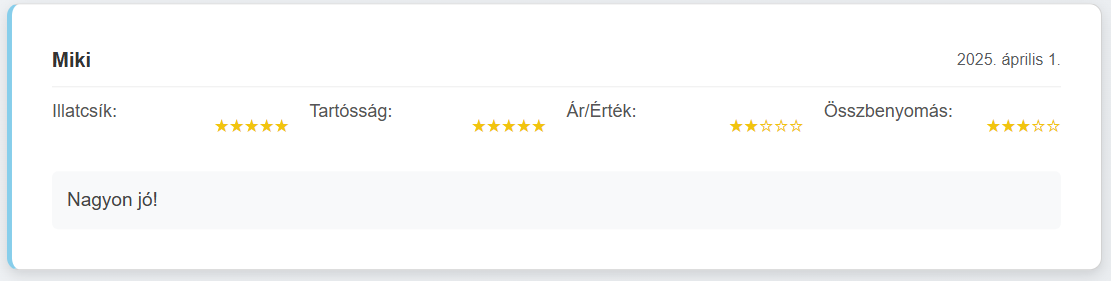 Miki 2025. április 1.
Illatcsík: ★★★★★ Tartósság: ★★★★★ Ár/Érték: ★★☆☆☆ Összbenyomás: ★★★☆☆
Nagyon jó!